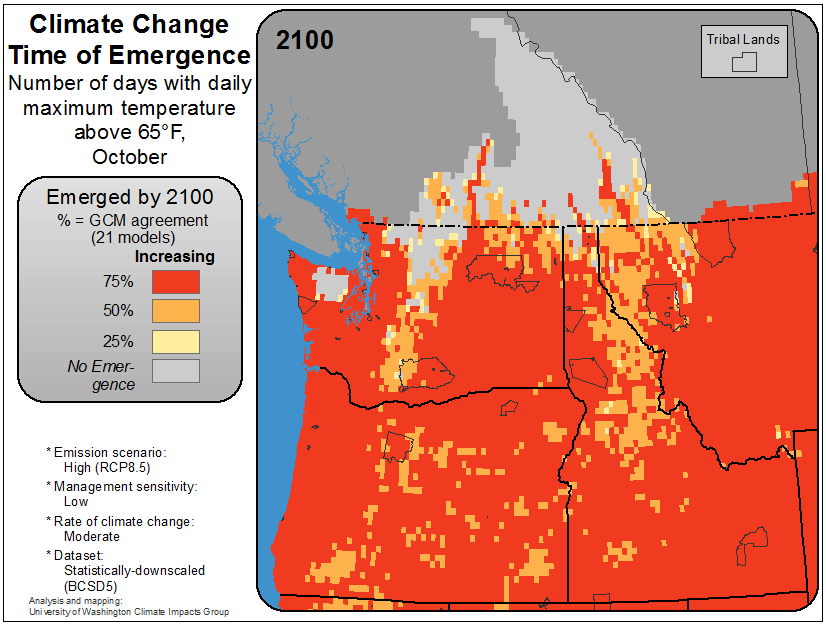 Climate Change
Time of Emergence
Number of days with daily
maximum temperature
above 65°F,
October
Emerged by 2100
% = GCM agreement
(21 models)
Increasing
75%
50%
25%
No Emer-
gence
* Emission scenario:
High (RCP8.5)
* Management sensitivity:
Low
* Rate of climate change:
Moderate
* Dataset:
Statistically-downscaled
(BCSD5)
Analysis and mapping:
University of Washington Climate Impacts Group
2100
Tribal Lands